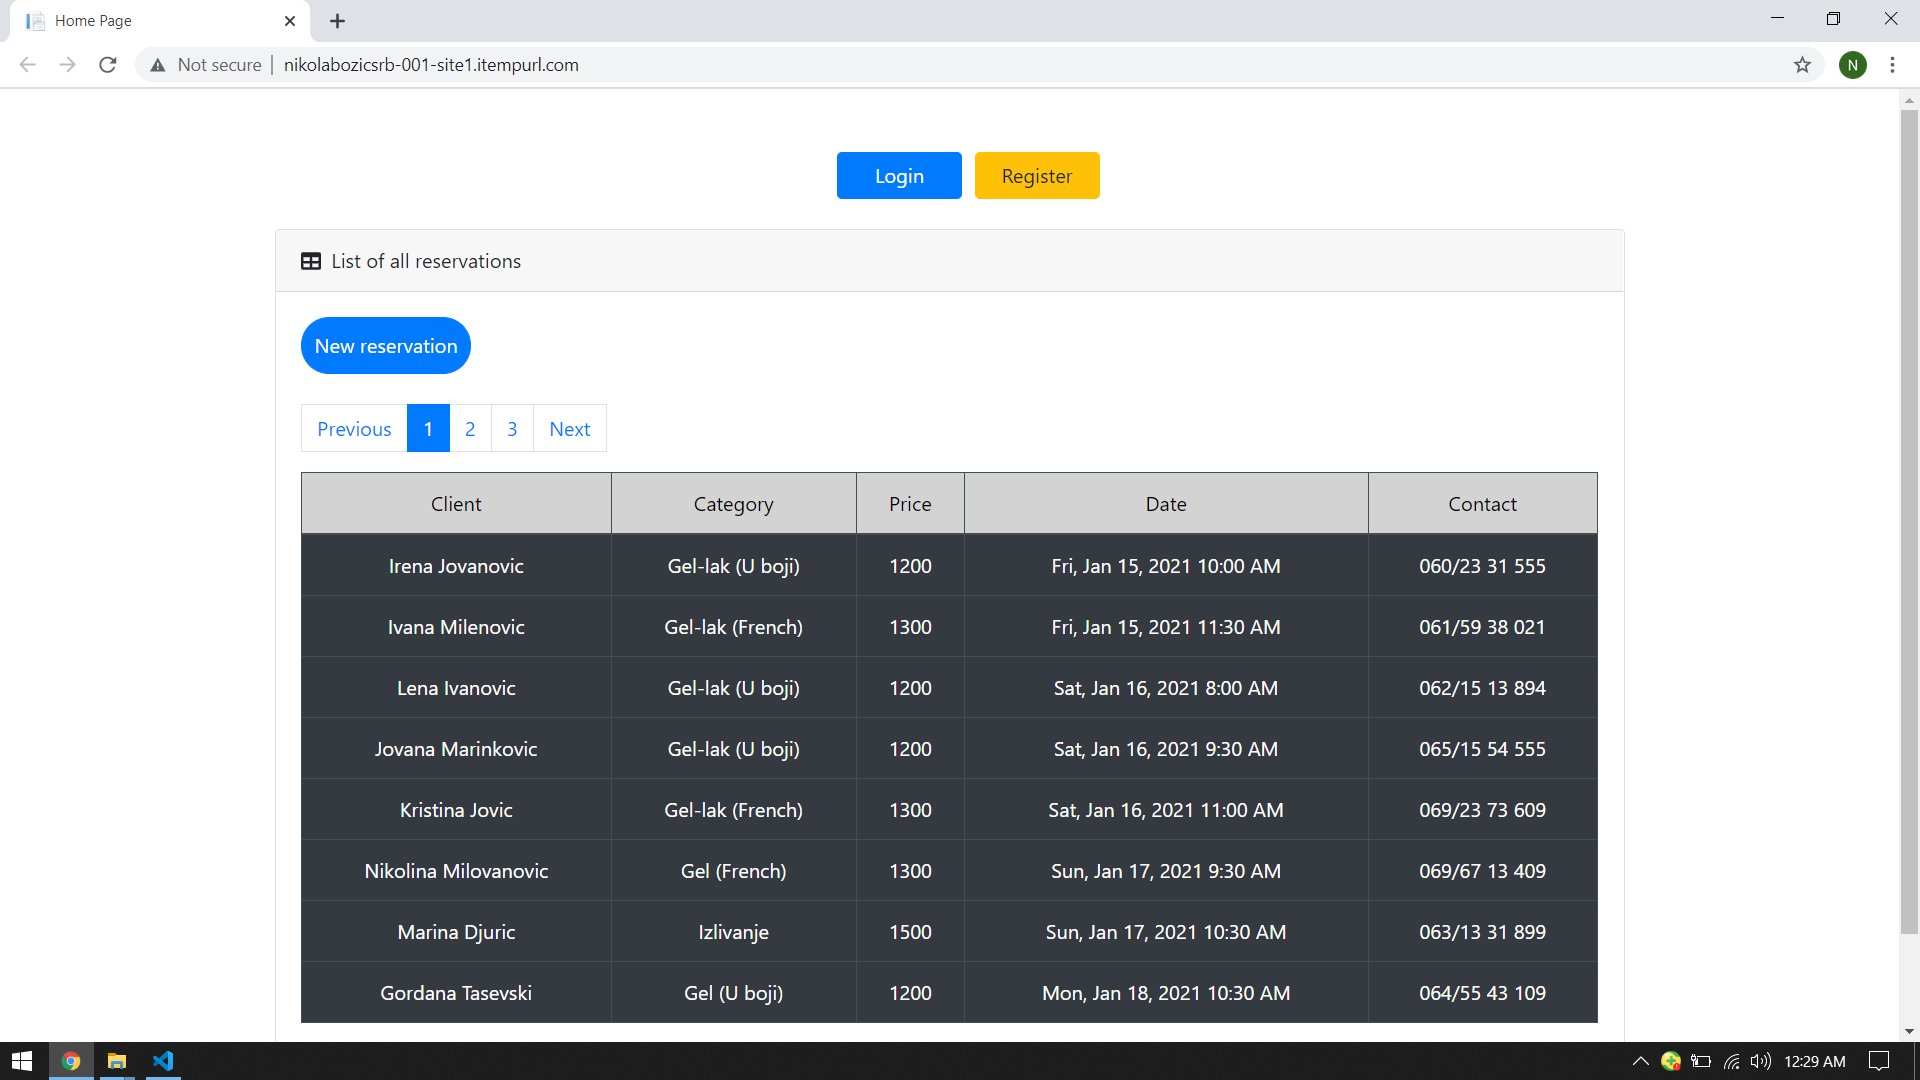 Home Page
Not secure | nikolabozicsrb-001-site1.itempurl.com
N
Login Register
List of all reservations
New reservation
Previous 1 2 3 Next
Client Category Price Date Contact
Irena Jovanovic Gel-lak (U boji) 1200 Fri, Jan 15, 2021 10:00 AM 060/23 31 555
Ivana Milenovic Gel-lak (French) 1300 Fri, Jan 15, 2021 11:30 AM 061/59 38 021
Lena Ivanovic Gel-lak (U boji) 1200 Sat, Jan 16, 2021 8:00 AM 062/15 13 894
Jovana Marinkovic Gel-lak (U boji) 1200 Sat, Jan 16, 2021 9:30 AM 065/15 54 555
Kristina Jovic Gel-lak (French) 1300 Sat, Jan 16, 2021 11:00 AM 069/23 73 609
Nikolina Milovanovic Gel (French) 1300 Sun, Jan 17, 2021 9:30 AM 069/67 13 409
Marina Djuric Izlivanje 1500 Sun, Jan 17, 2021 10:30 AM 063/13 31 899
Gordana Tasevski Gel (U boji) 1200 Mon, Jan 18, 2021 10:30 AM 064/55 43 109
12:29 AM